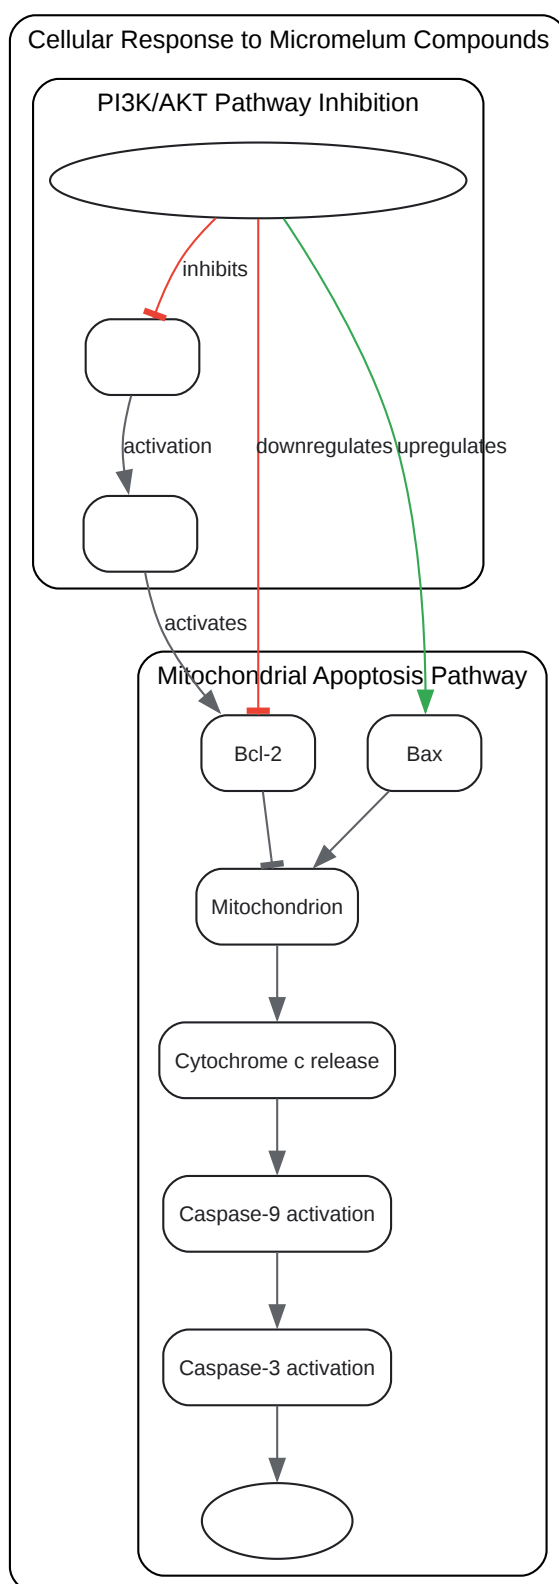 Cellular Response to Micromelum Compounds
PI3K/AKT Pathway Inhibition
inhibits
activation
downregulates
upregulates
activates
Mitochondrial Apoptosis Pathway
Bcl-2
Bax
Mitochondrion
Cytochrome c release
Caspase-9 activation
Caspase-3 activation